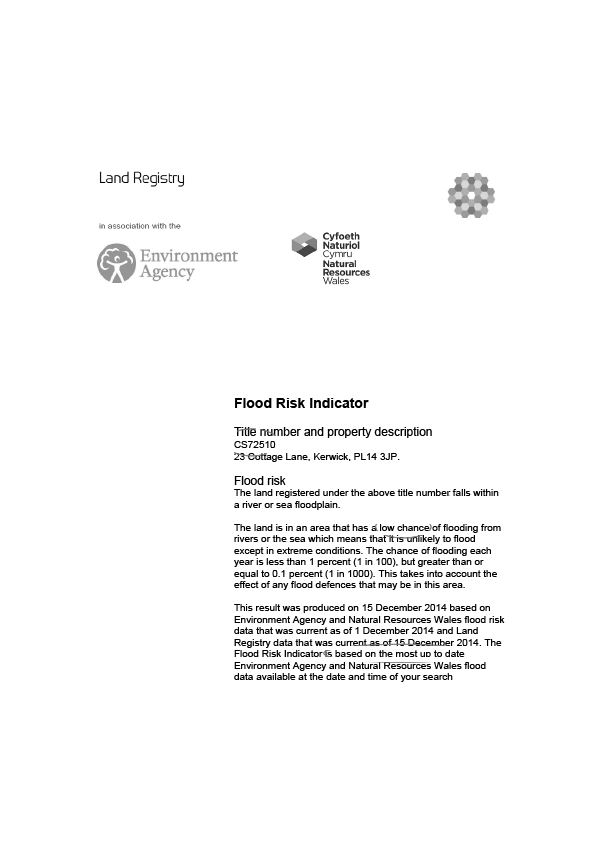 Land Registry
in association with the
Environment
Agency
Cyfoeth
Naturiol
Cymru
Natural
Resources
Wales
Flood Risk Indicator
Title number and property description
CS72510
23 Cottage Lane, Kerwick, PL14 3JP.
Flood risk
The land registered under the above title number falls within
a river or sea floodplain.
The land is in an area that has a low chance of flooding from
rivers or the sea which means that it is unlikely to flood
except in extreme conditions. The chance of flooding each
year is less than 1 percent (1 in 100), but greater than or
equal to 0.1 percent (1 in 1000). This takes into account the
effect of any flood defences that may be in this area.
This result was produced on 15 December 2014 based on
Environment Agency and Natural Resources Wales flood risk
data that was current as of 1 December 2014 and Land
Registry data that was current as of 15 December 2014. The
Flood Risk Indicator is based on the most up to date
Environment Agency and Natural Resources Wales flood
data available at the date and time of your search